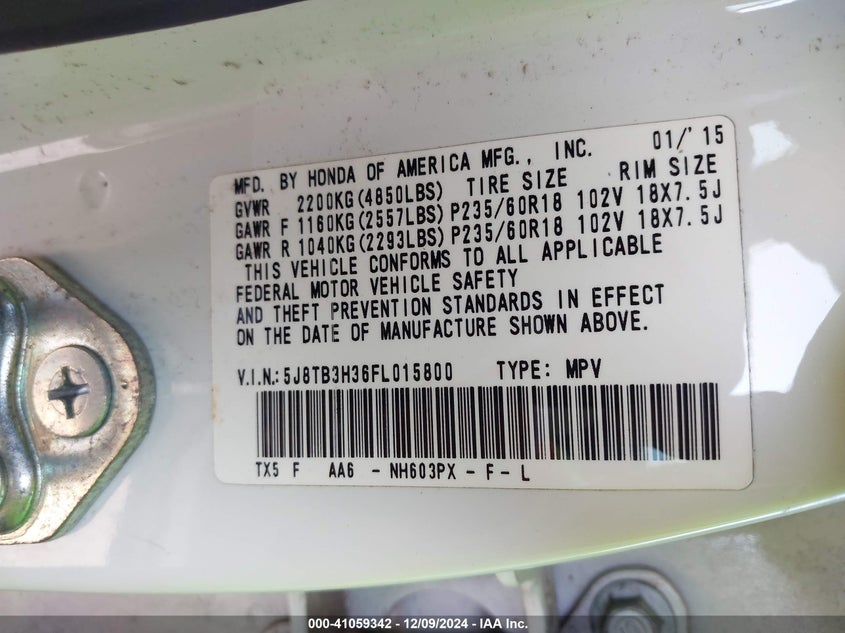 MFD. BY HONDA OF AMERICA MFG., INC. 01/'15
GVWR 2200KG(4850LBS) TIRE SIZE RIM SIZE
GAWR F 1160KG(2557LBS) P235/60R18 102V 18X7.5J
GAWR R 1040KG(2293LBS) P235/60R18 102V 18X7.5J
THIS VEHICLE CONFORMS TO ALL APPLICABLE
FEDERAL MOTOR VEHICLE SAFETY
AND THEFT PREVENTION STANDARDS IN EFFECT
ON THE DATE OF MANUFACTURE SHOWN ABOVE.
V.I.N.: 5J8TB3H36FL015800 TYPE: MPV
TX5 F AA6 - NH603PX - F - L
000-41059342 - 12/09/2024 - IAA Inc.